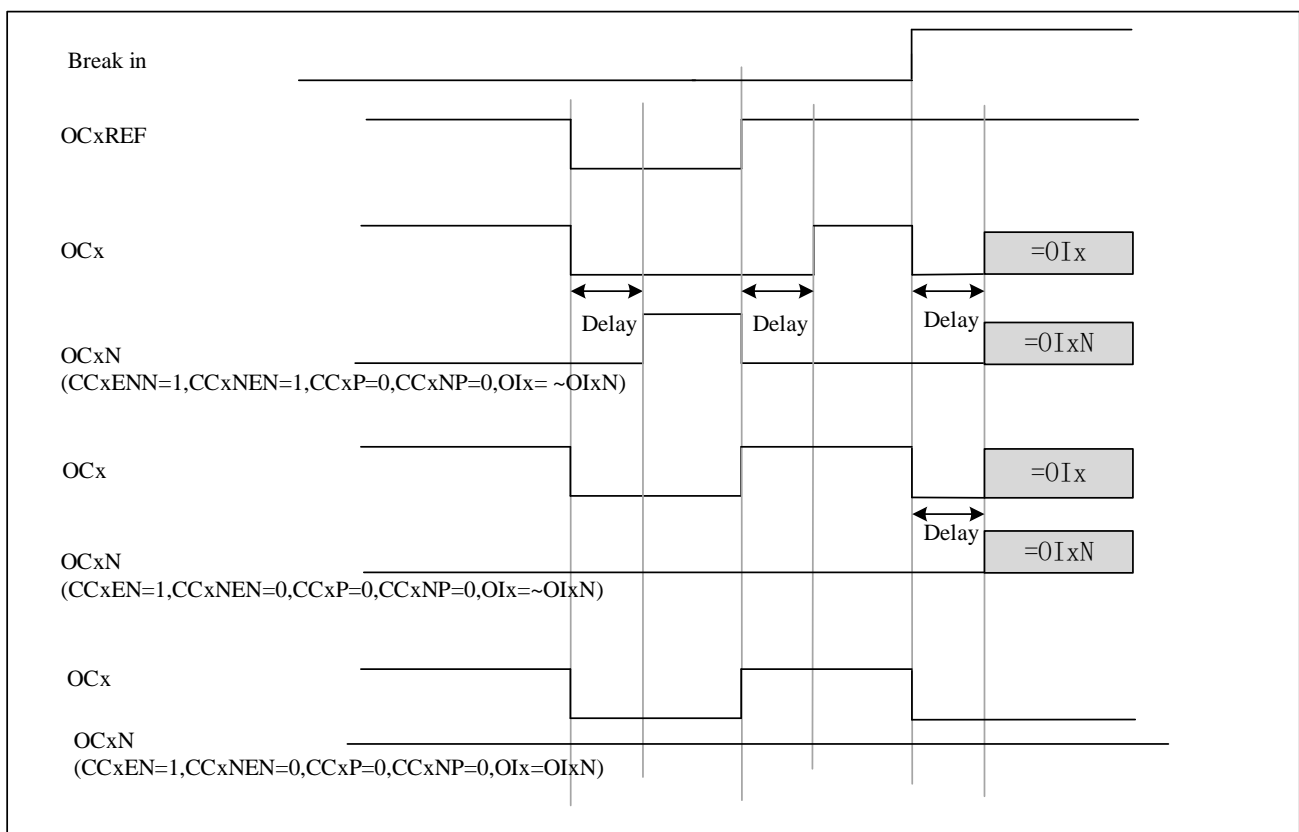 Break in
OCxREF
OCx
=OIx
Delay
Delay
Delay
=OIxN
OCxN
(CCxENN=1,CCxNEN=1,CCxP=0,CCxNP=0,OIx= ~OIxN)
OCx
=OIx
Delay
=OIxN
OCxN
(CCxEN=1,CCxNEN=0,CCxP=0,CCxNP=0,OIx=~OIxN)
OCx
OCxN
(CCxEN=1,CCxNEN=0,CCxP=0,CCxNP=0,OIx=OIxN)